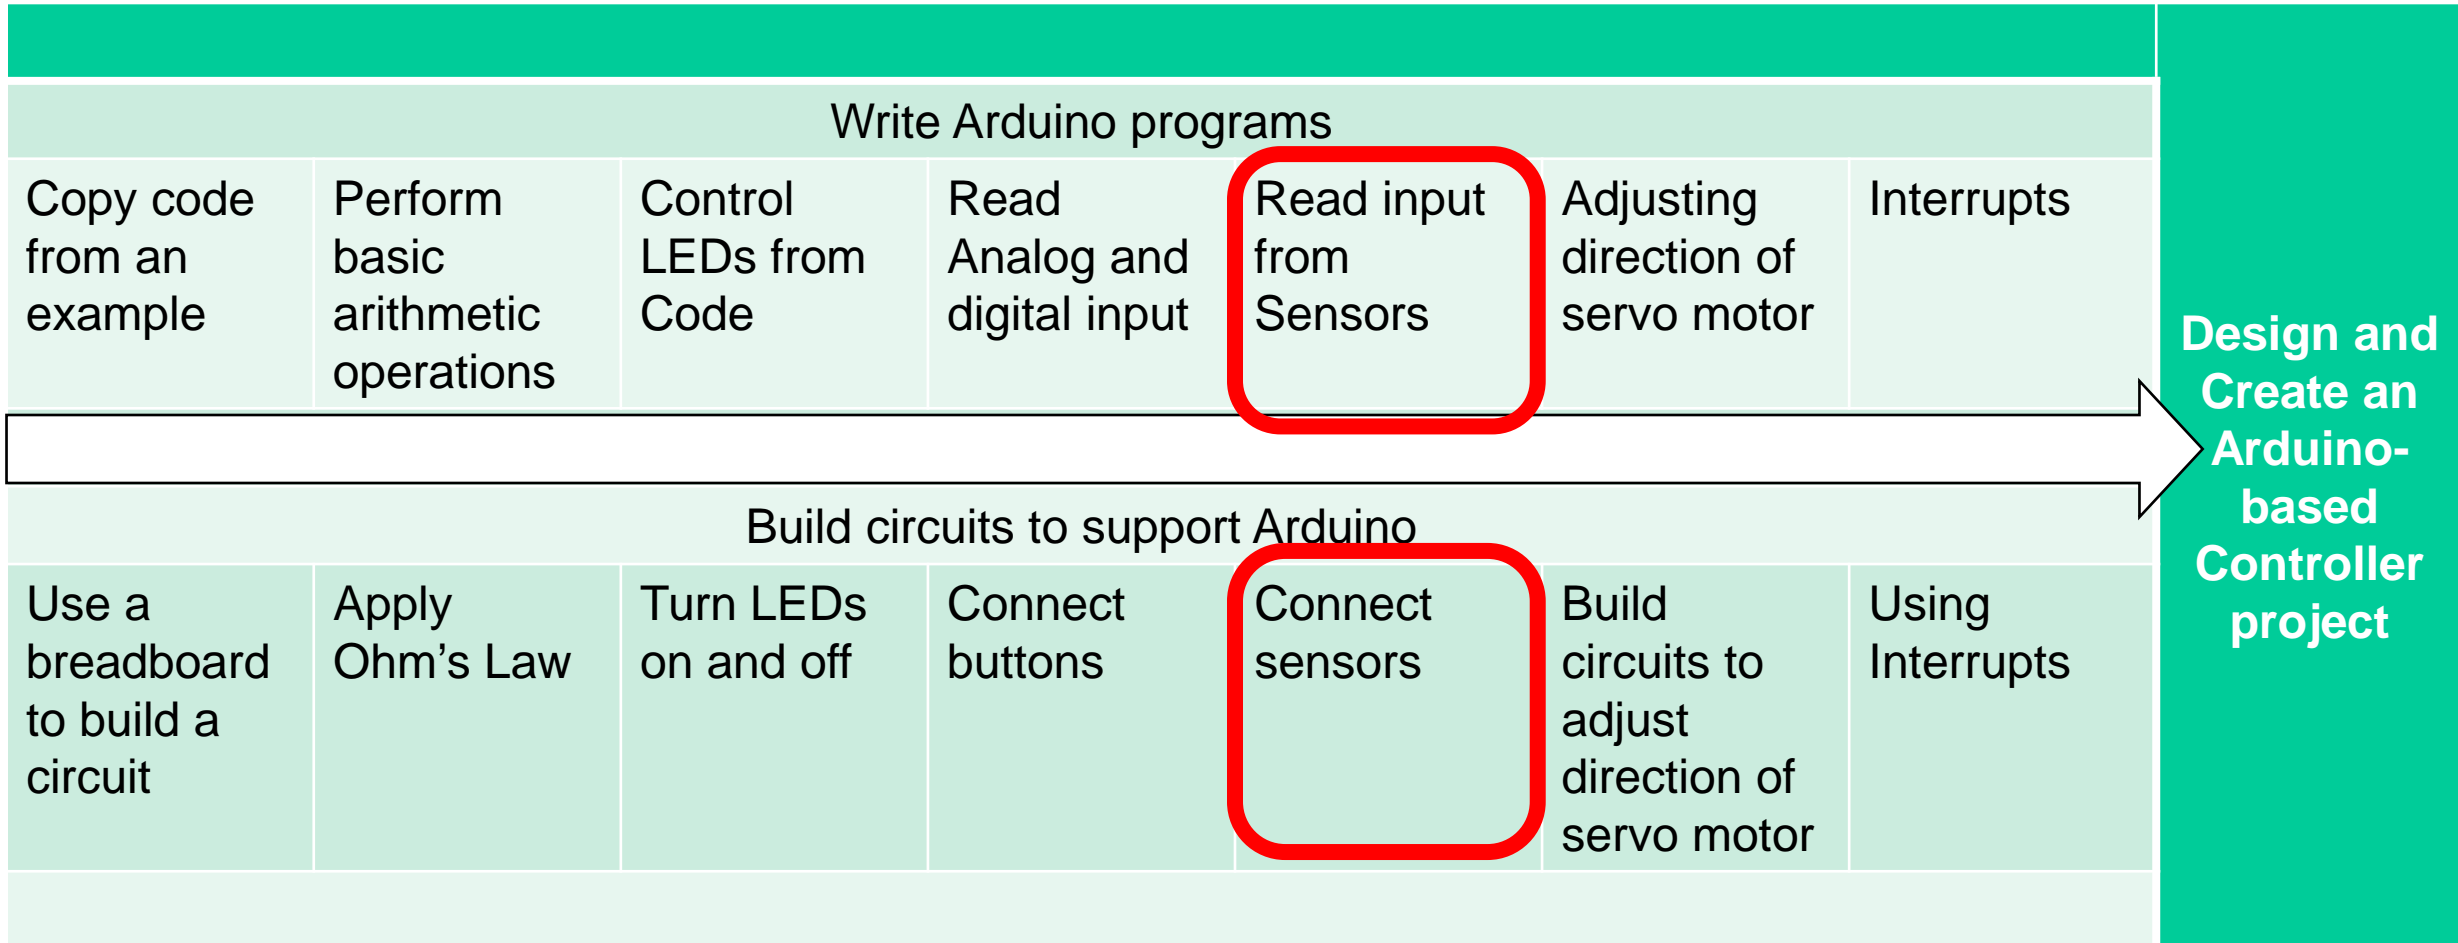 Write Arduino programs
Copy code
from an
example
Perform
basic
arithmetic
operations
Control
LEDs from
Code
Read
Analog and
digital input
Read input
from
Sensors
Adjusting
direction of
servo motor
Interrupts
Build circuits to support Arduino
Use a
breadboard
to build a
circuit
Apply
Ohm’s Law
Turn LEDs
on and off
Connect
buttons
Connect
sensors
Build
circuits to
adjust
direction of
servo motor
Using
Interrupts
Design and
Create an
Arduino-
based
Controller
project